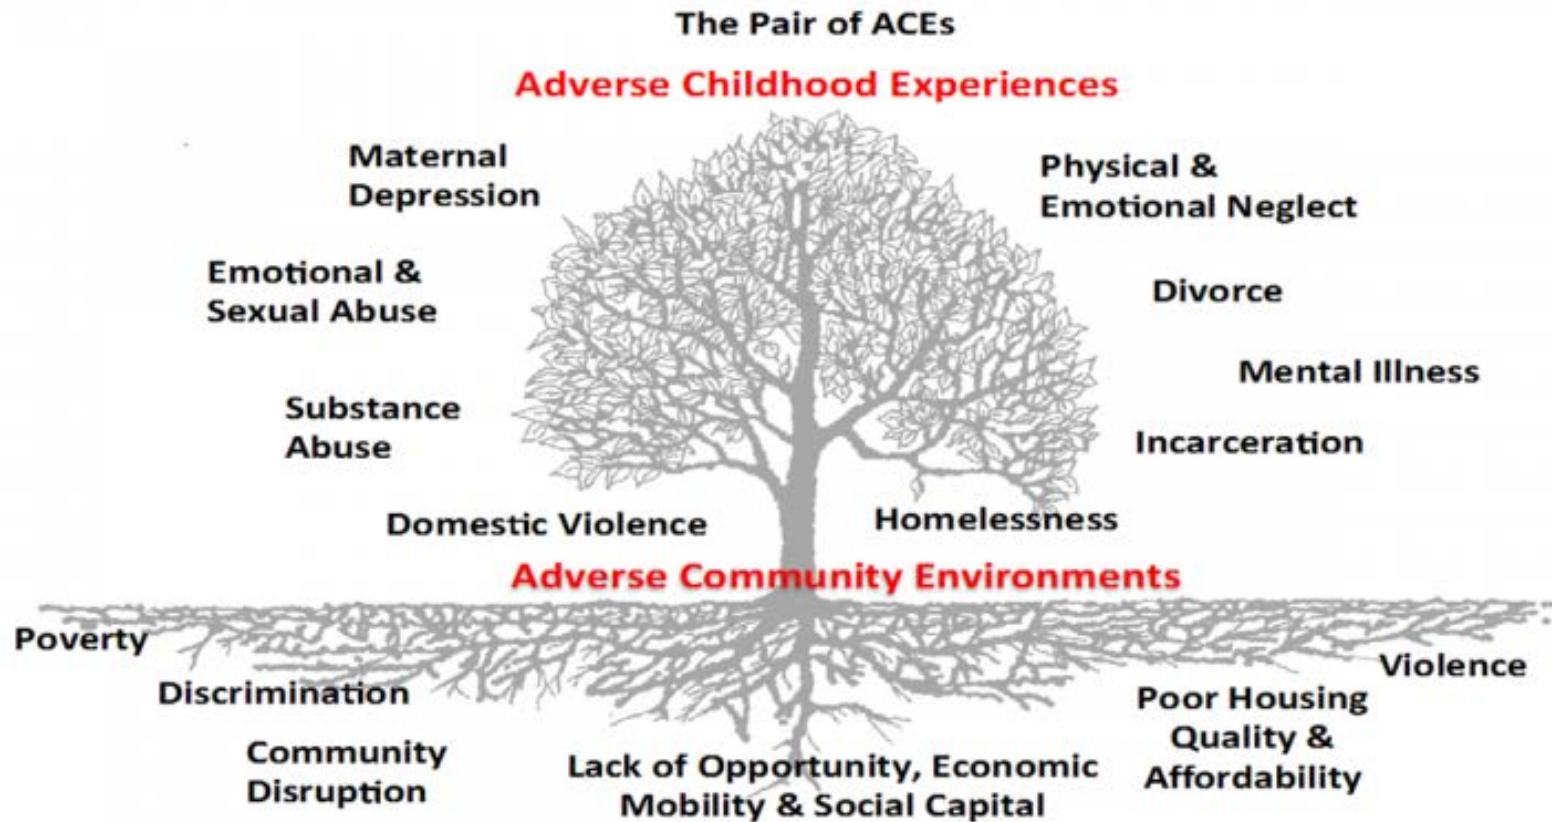 The Pair of ACEs
Adverse Childhood Experiences
Maternal
Depression
Physical &
Emotional Neglect
Emotional &
Sexual Abuse
Divorce
Mental Illness
Substance
Abuse
Incarceration
Domestic Violence
Homelessness
Adverse Community Environments
Poverty
Violence
Discrimination
Poor Housing
Quality &
Affordability
Community
Disruption
Lack of Opportunity, Economic
Mobility & Social Capital